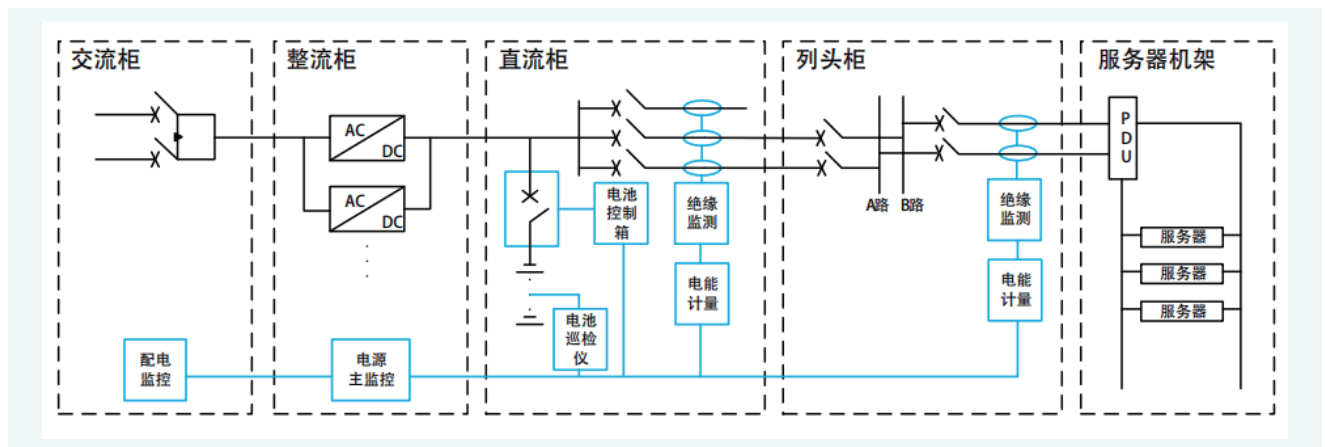 交流柜
整流柜
直流柜
列头柜
服务器机架
AC
DC
AC
DC
P
D
U
电池
控制
箱
绝缘
监测
A路
B路
绝缘
监测
服务器
服务器
服务器
电能
计量
电能
计量
电池
巡检
仪
配电
监控
电源
主监控